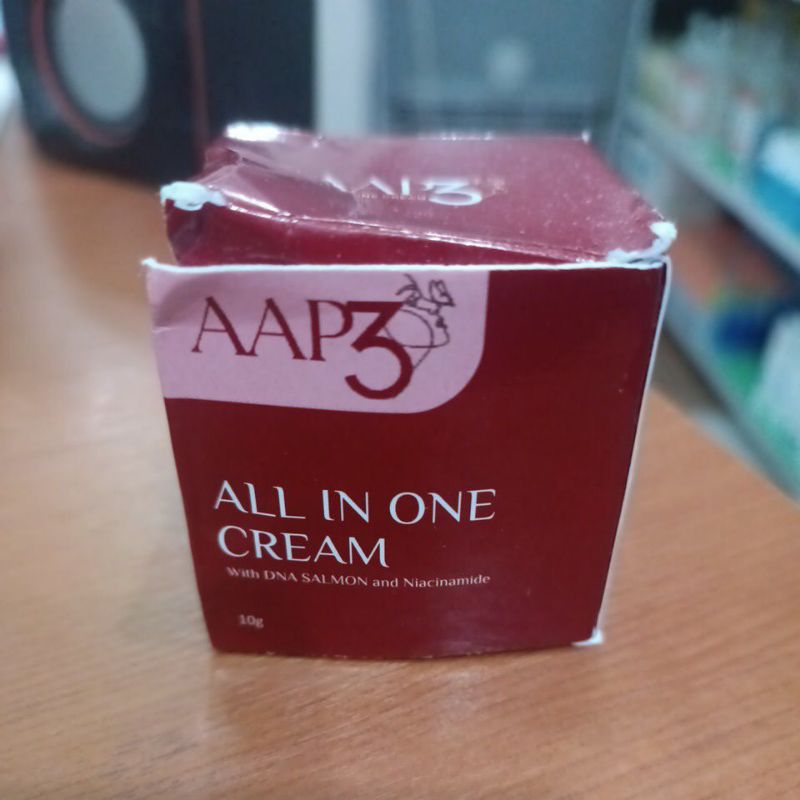 AAP3
AAP3
ALL IN ONE
CREAM
With DNA SALMON and Niacinamide
10g